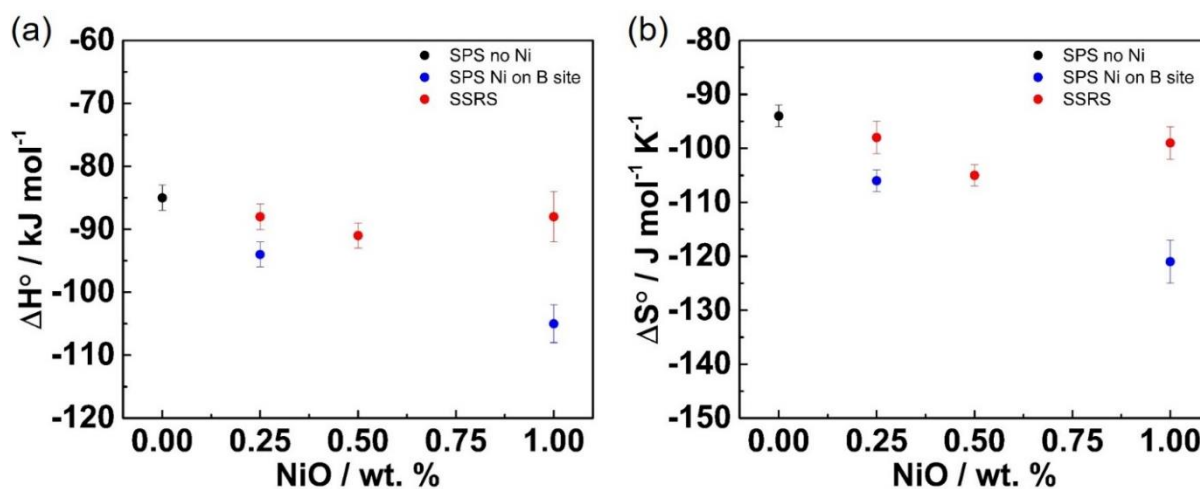 (a)
-60
-70
-80
-90
-100
-110
-120
ΔH° / kJ mol⁻¹
SPS no Ni
SPS Ni on B site
SSRS
0.00 0.25 0.50 0.75 1.00
NiO / wt. %
(b)
-80
-90
-100
-110
-120
-130
-140
-150
ΔS° / J mol⁻¹ K⁻¹
SPS no Ni
SPS Ni on B site
SSRS
0.00 0.25 0.50 0.75 1.00
NiO / wt. %